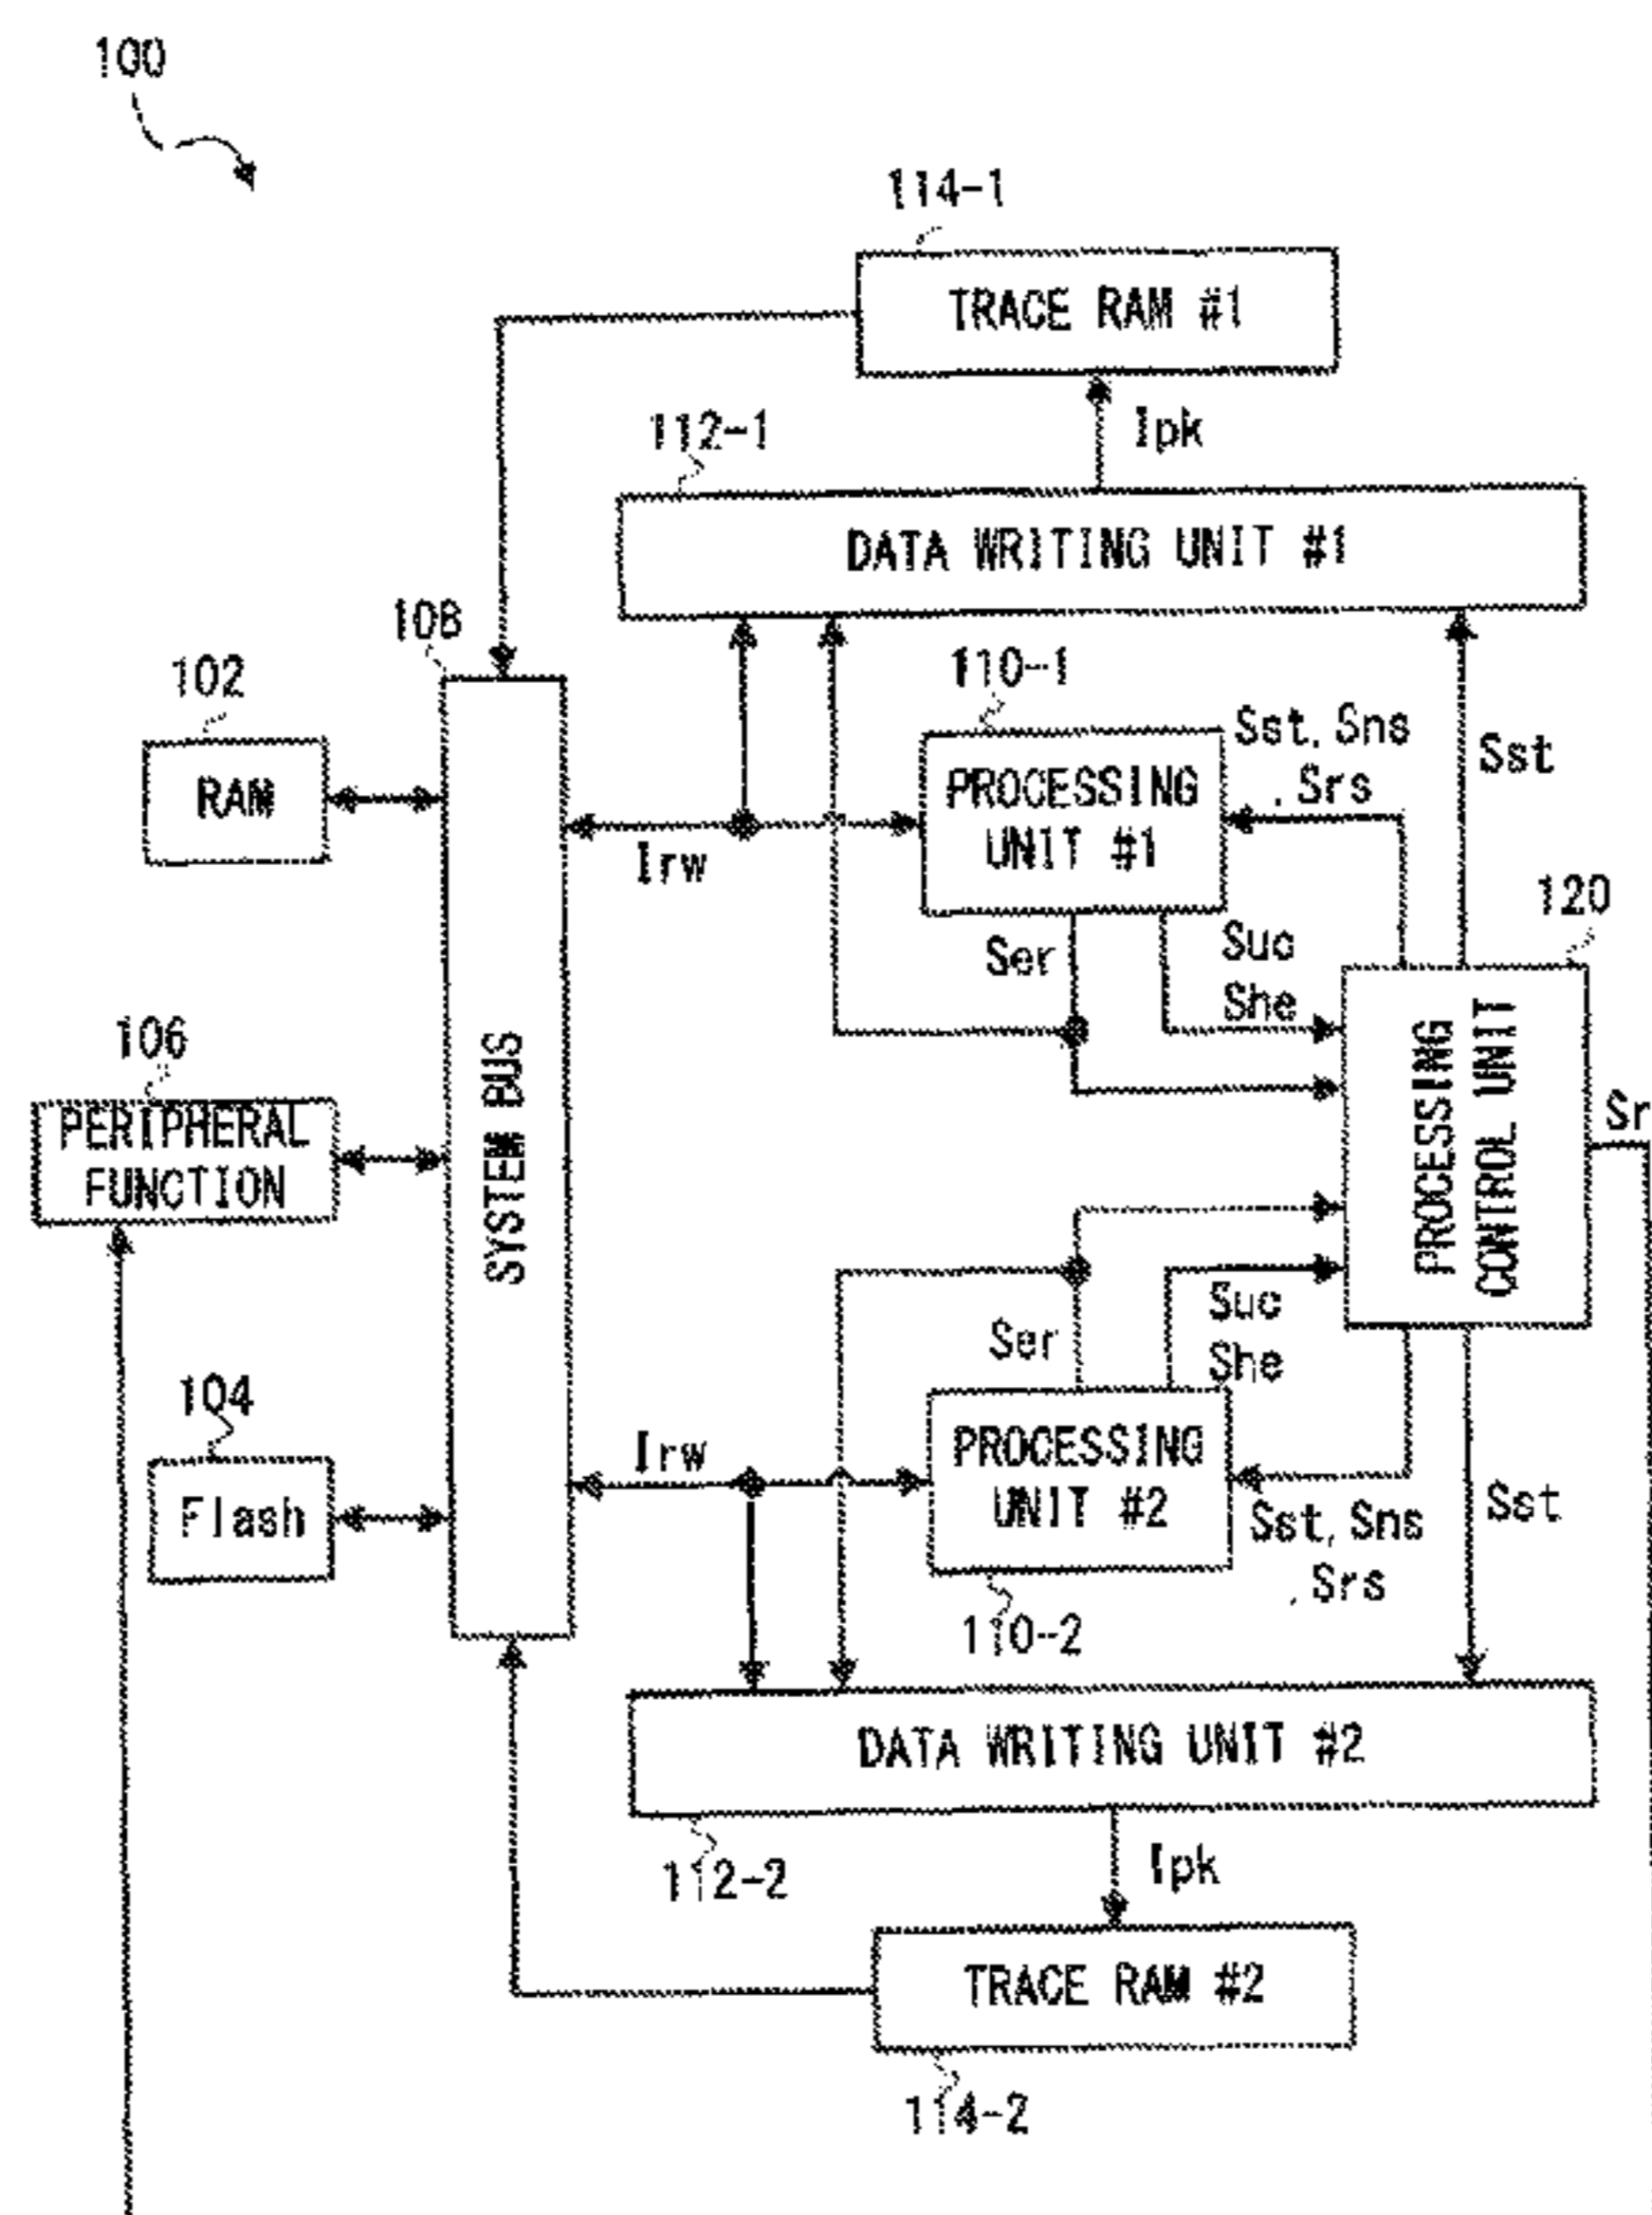 100
114-1
TRACE RAM #1
Ipk
112-1
DATA WRITING UNIT #1
108
102
RAM
110-1
PROCESSING
UNIT #1
Sst,Sns
,Srs
Sst
Irw
Ser
Suc
She
120
PROCESSING
CONTROL UNIT
106
PERIPHERAL
FUNCTION
SYSTEM BUS
Sr
Ser
Suc
She
104
Flash
Irw
PROCESSING
UNIT #2
Sst,Sns
,Srs
Sst
110-2
DATA WRITING UNIT #2
112-2
Ipk
TRACE RAM #2
114-2